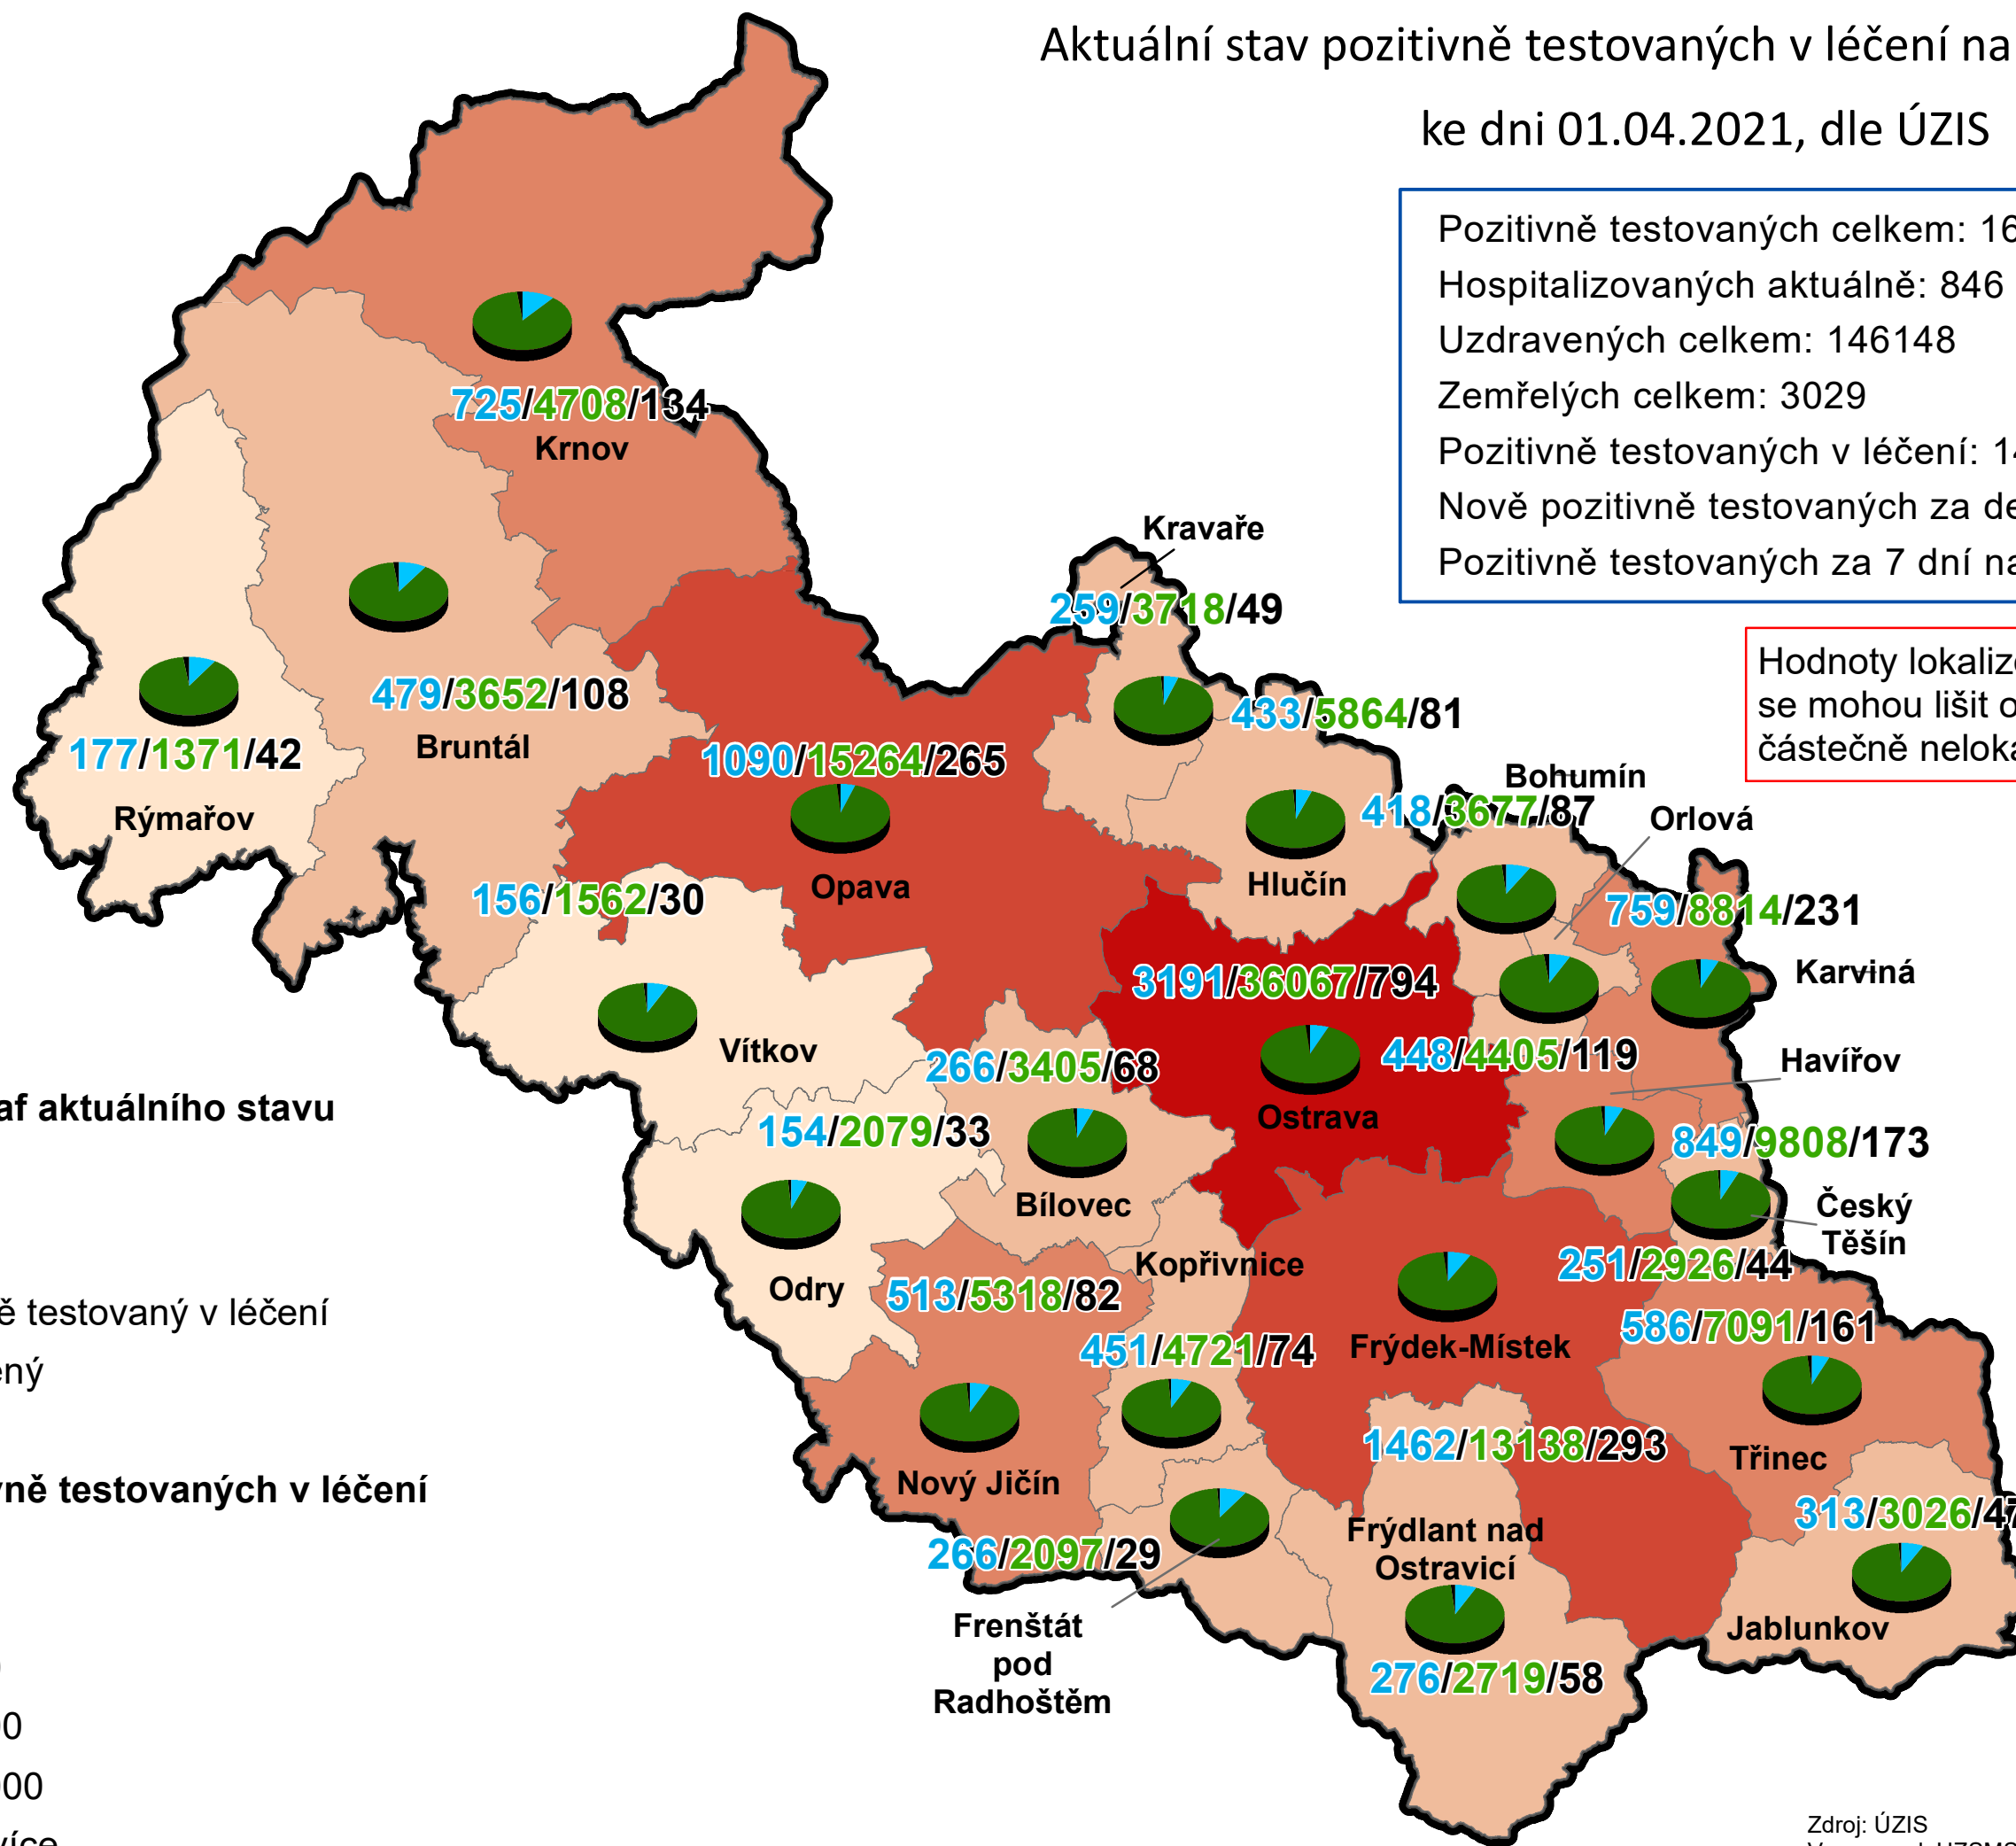 Aktuální stav pozitivně testovaných v léčení na
ke dni 01.04.2021, dle ÚZIS
Pozitivně testovaných celkem: 16
Hospitalizovaných aktuálně: 846
Uzdravených celkem: 146148
Zemřelých celkem: 3029
Pozitivně testovaných v léčení: 14
Nově pozitivně testovaných za de
Pozitivně testovaných za 7 dní na
Hodnoty lokalizo
se mohou lišit o
částečně neloka
725/4708/134
Krnov
Kravaře
259/3718/49
479/3652/108
Bruntál
177/1371/42
Rýmařov
1090/15264/265
Opava
433/5864/81
Hlučín
Bohumín
418/3677/87
Orlová
759/8814/231
Karviná
156/1562/30
Vítkov
3191/36067/794
Ostrava
448/4405/119
Havířov
849/9808/173
266/3405/68
Bílovec
154/2079/33
Odry
Český
Těšín
251/2926/44
Kopřivnice
513/5318/82
Nový Jičín
451/4721/74
Frýdek-Místek
586/7091/161
Třinec
1462/13138/293
313/3026/47
Jablunkov
266/2097/29
Frenštát
pod
Radhoštěm
Frýdlant nad
Ostravicí
276/2719/58
af aktuálního stavu
ě testovaný v léčení
ený
vně testovaných v léčení
00
000
více
Zdroj: ÚZIS